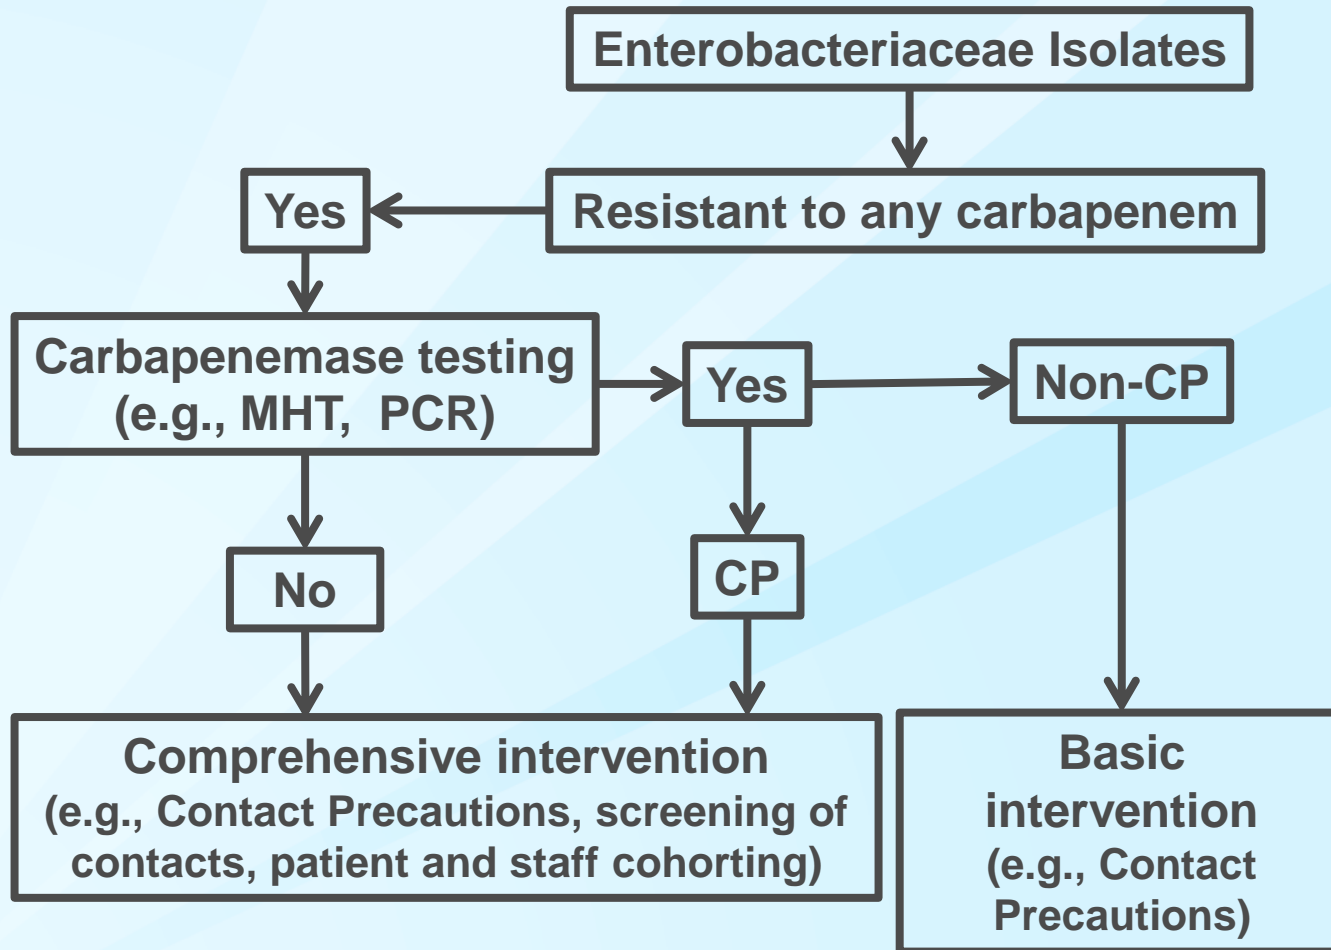 Enterobacteriaceae Isolates
Yes
Resistant to any carbapenem
Carbapenemase testing
(e.g., MHT, PCR)
Yes
Non-CP
No
CP
Comprehensive intervention
(e.g., Contact Precautions, screening of
contacts, patient and staff cohorting)
Basic
intervention
(e.g., Contact
Precautions)